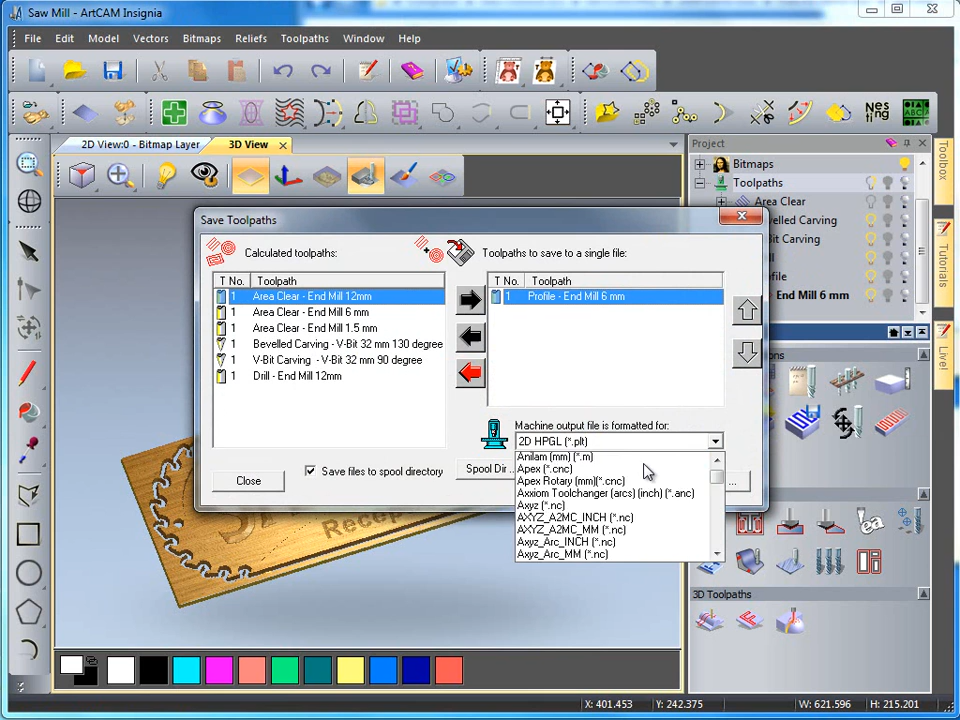 Saw Mill - ArtCAM Insignia
File Edit Model Vectors Bitmaps Reliefs Toolpaths Window Help
Nes
ting
ABC
2D View:0 - Bitmap Layer
3D View
Project
Bitmaps
Toolpaths
Area Clear
Bevelled Carving
V-Bit Carving
End Mill 6 mm
Toolbox
Tutorials
Live!
Save Toolpaths
Calculated toolpaths:
Toolpaths to save to a single file:
T No. Toolpath
1 Area Clear - End Mill 12mm
1 Area Clear - End Mill 6 mm
1 Area Clear - End Mill 1.5 mm
1 Bevelled Carving - V-Bit 32 mm 130 degree
1 V-Bit Carving - V-Bit 32 mm 90 degree
1 Drill - End Mill 12mm
T No. Toolpath
1 Profile - End Mill 6 mm
Machine output file is formatted for:
2D HPGL (*.plt)
Anilam (mm) (*.m)
Apex (*.cnc)
Apex Rotary (mm)(*.cnc)
Axxiom Toolchanger (arcs) (inch) (*.anc)
Axyz (*.nc)
AXYZ_A2MC_INCH (*.nc)
AXYZ_A2MC_MM (*.nc)
Axyz_Arc_INCH (*.nc)
Axyz_Arc_MM (*.nc)
Save files to spool directory
Spool Dir ..
Close
...
Recep
3D Toolpaths
X: 401.453 Y: 242.375 W: 621.596 H: 215.201